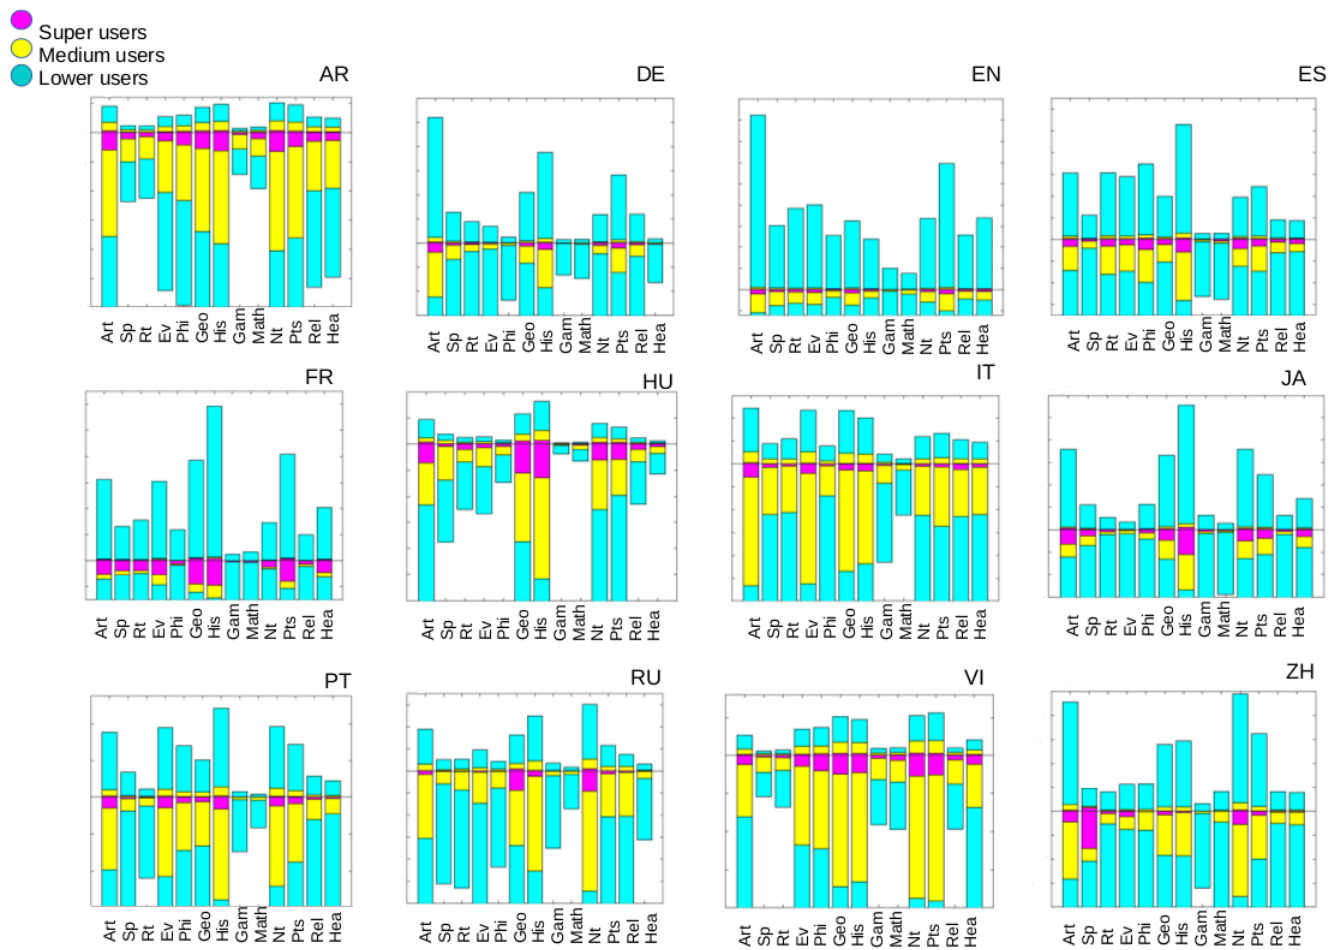 Super users
Medium users
Lower users
AR DE EN ES
Art Sp Rt Ev Phi Geo His Gam Math Nt Pts Rel Hea
Art Sp Rt Ev Phi Geo His Gam Math Nt Pts Rel Hea
Art Sp Rt Ev Phi Geo His Gam Math Nt Pts Rel Hea
Art Sp Rt Ev Phi Geo His Gam Math Nt Pts Rel Hea
FR HU IT JA
Art Sp Rt Ev Phi Geo His Gam Math Nt Pts Rel Hea
Art Sp Rt Ev Phi Geo His Gam Math Nt Pts Rel Hea
Art Sp Rt Ev Phi Geo His Gam Math Nt Pts Rel Hea
Art Sp Rt Ev Phi Geo His Gam Math Nt Pts Rel Hea
PT RU VI ZH
Art Sp Rt Ev Phi Geo His Gam Math Nt Pts Rel Hea
Art Sp Rt Ev Phi Geo His Gam Math Nt Pts Rel Hea
Art Sp Rt Ev Phi Geo His Gam Math Nt Pts Rel Hea
Art Sp Rt Ev Phi Geo His Gam Math Nt Pts Rel Hea